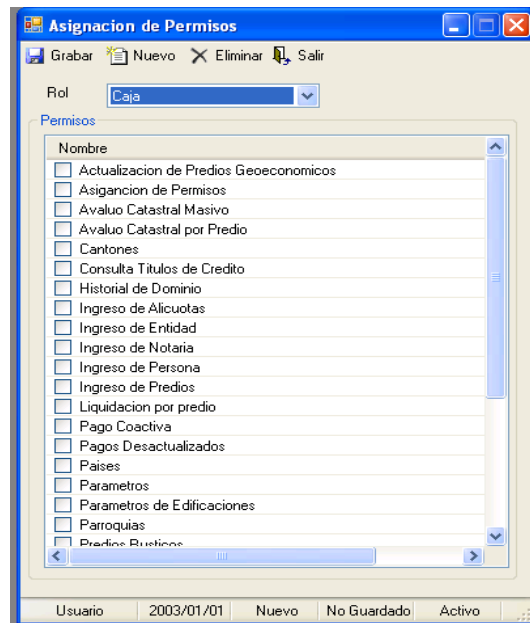 Asignacion de Permisos
Grabar Nuevo Eliminar Salir
Rol Caja
Permisos
Nombre
Actualizacion de Predios Geoeconomicos
Asigancion de Permisos
Avaluo Catastral Masivo
Avaluo Catastral por Predio
Cantones
Consulta Titulos de Credito
Historial de Dominio
Ingreso de Alicuotas
Ingreso de Entidad
Ingreso de Notaria
Ingreso de Persona
Ingreso de Predios
Liquidacion por predio
Pago Coactiva
Pagos Desactualizados
Paises
Parametros
Parametros de Edificaciones
Parroquias
Predios Rusticos
Usuario 2003/01/01 Nuevo No Guardado Activo